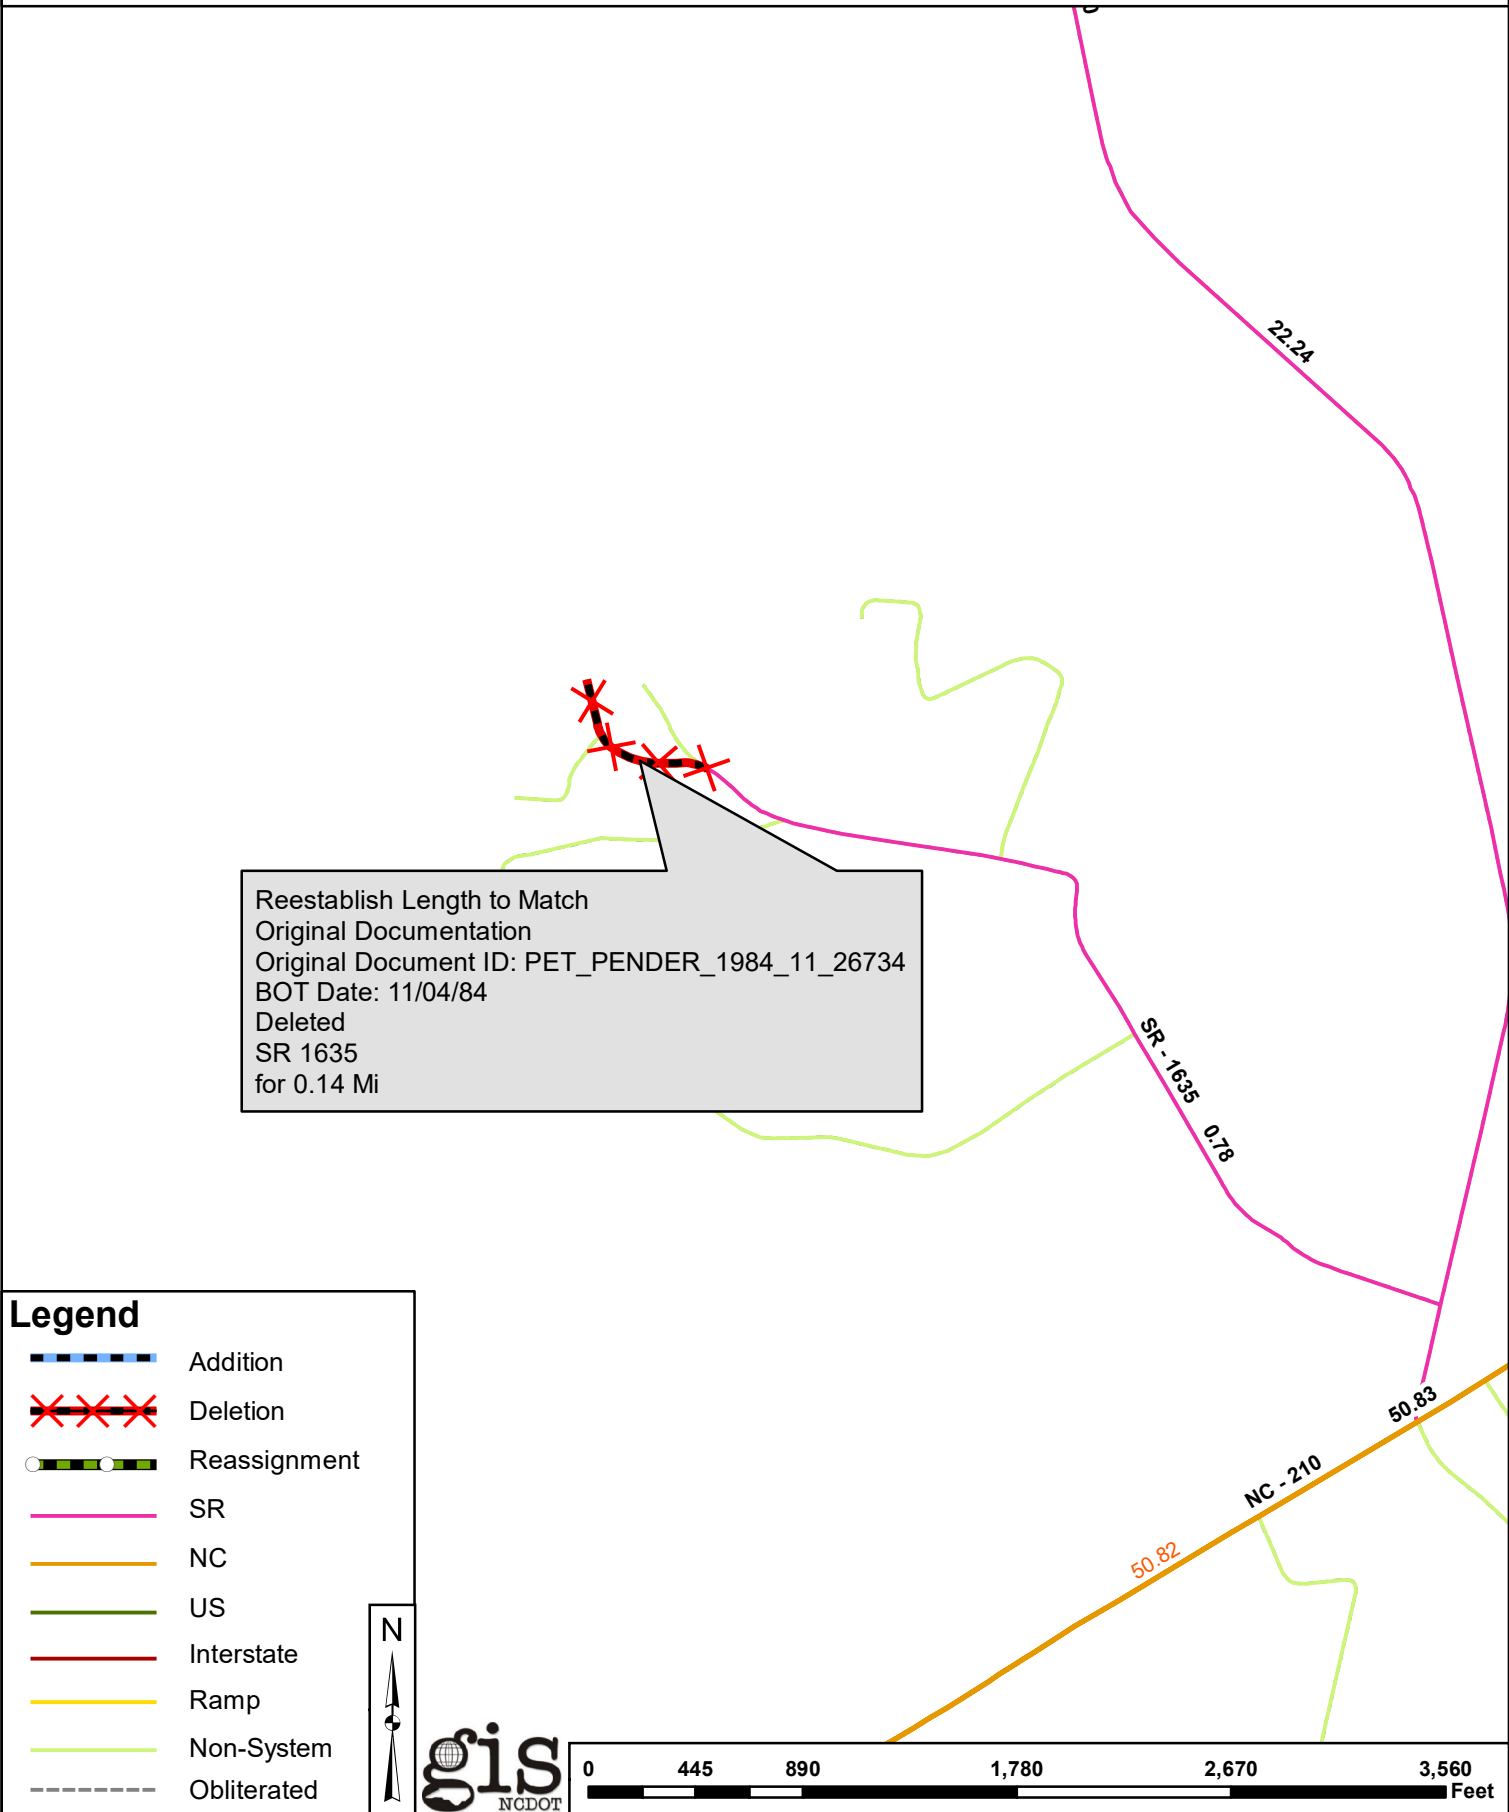 22.24
Reestablish Length to Match
Original Documentation
Original Document ID: PET_PENDER_1984_11_26734
BOT Date: 11/04/84
Deleted
SR 1635
for 0.14 Mi
SR - 1635 0.78
50.83
NC - 210
50.82
Legend
Addition
Deletion
Reassignment
SR
NC
US
Interstate
Ramp
Non-System
Obliterated
N
gis
NCDOT
0 445 890 1,780 2,670 3,560
Feet